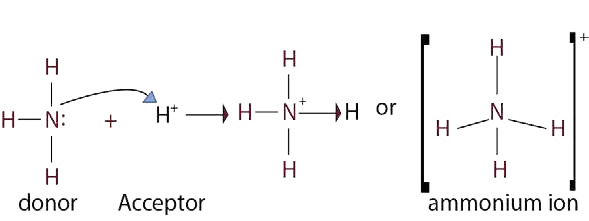 H H H
H—N: + H⁺ → H—N⁺→H or [N]⁺
H H
H H H
donor Acceptor ammonium ion